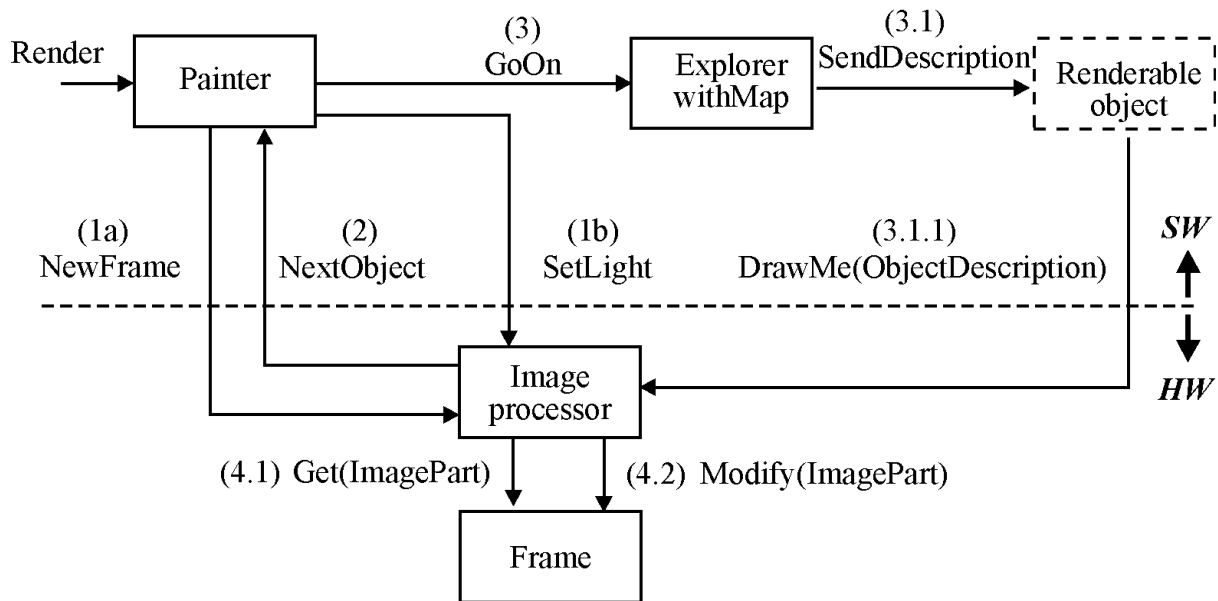 Render
Painter
(3)
GoOn
Explorer
withMap
(3.1)
SendDescription
Renderable
object
(1a)
NewFrame
(2)
NextObject
(1b)
SetLight
(3.1.1)
DrawMe(ObjectDescription)
SW
HW
Image
processor
(4.1) Get(ImagePart)
(4.2) Modify(ImagePart)
Frame